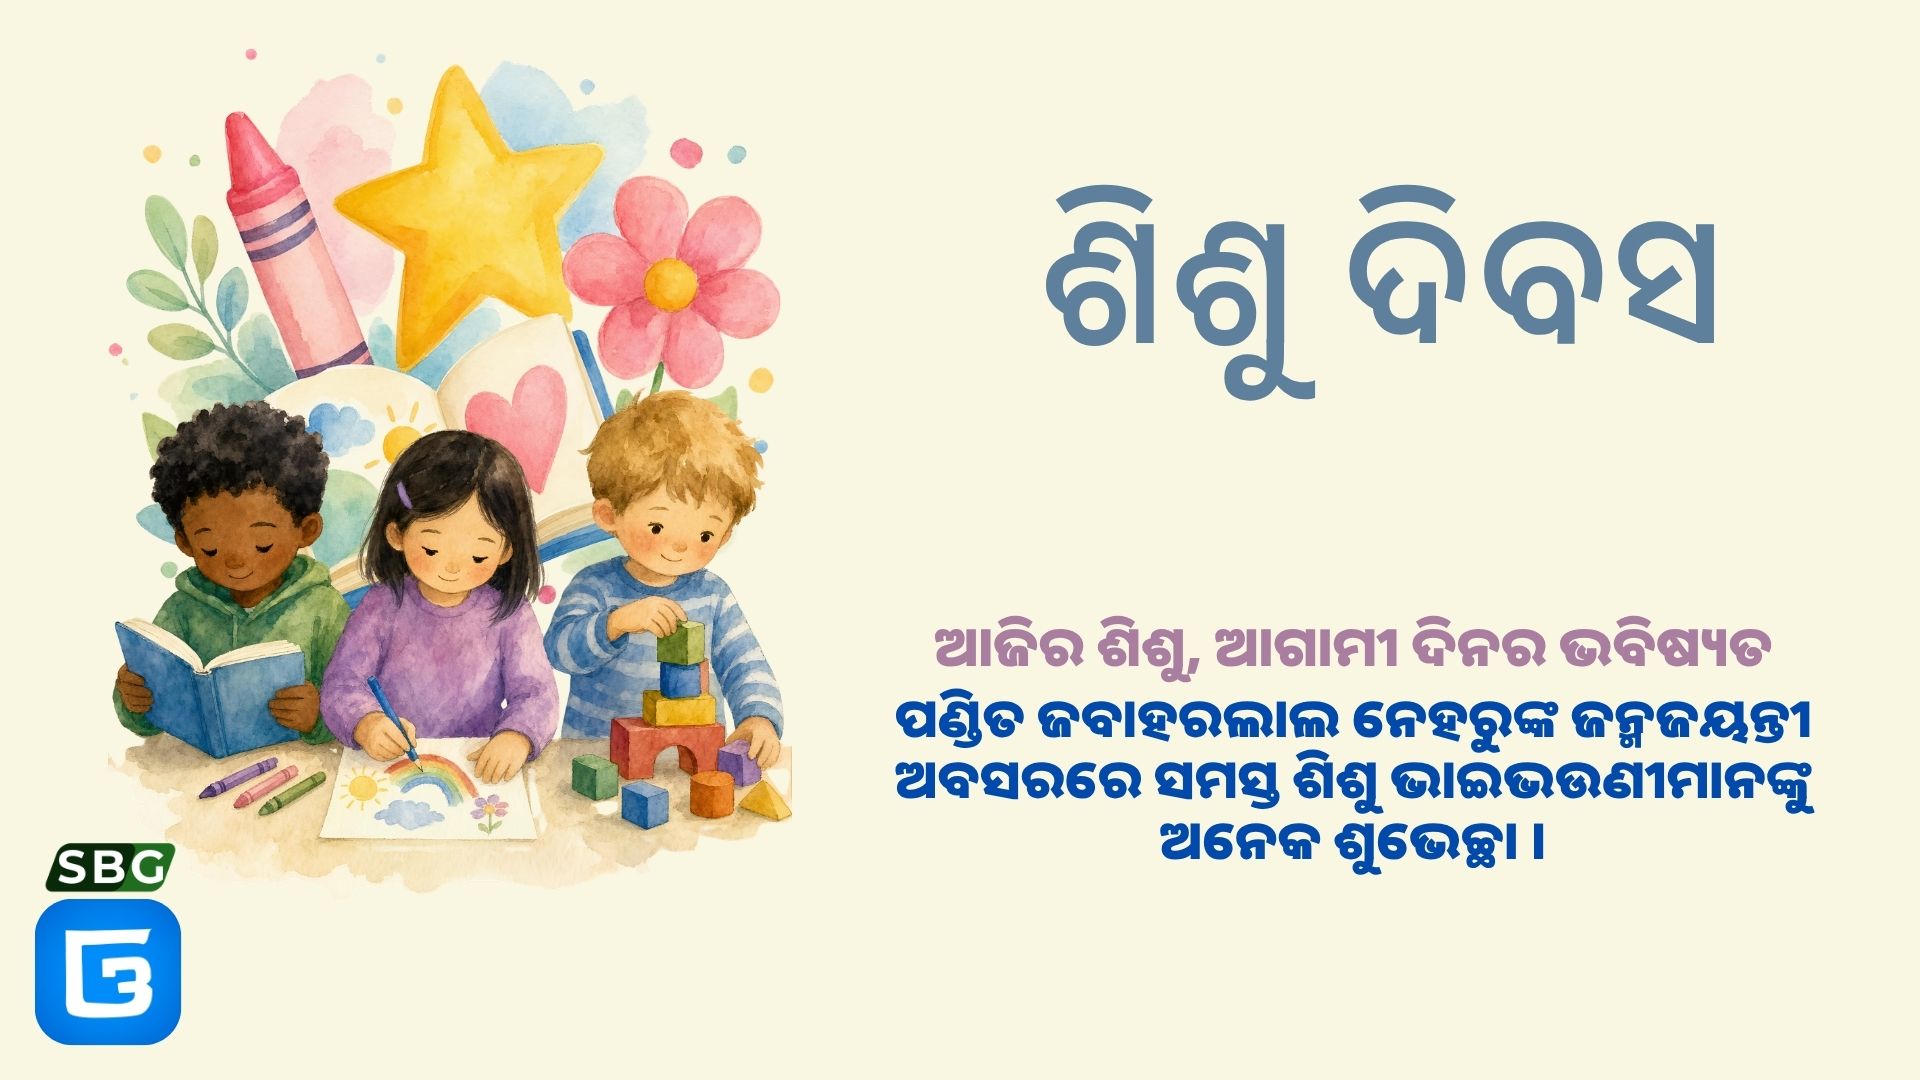 ଶିଶୁ ଦିବସ
ଆଜିର ଶିଶୁ, ଆଗାମୀ ଦିନର ଭବିଷ୍ୟତ
ପଣ୍ଡିତ ଜବାହରଲାଲ ନେହରୁଙ୍କ ଜନ୍ମଜୟନ୍ତୀ
ଅବସରରେ ସମସ୍ତ ଶିଶୁ ଭାଇଭଉଣୀମାନଙ୍କୁ
ଅନେକ ଶୁଭେଚ୍ଛା ।
SBG